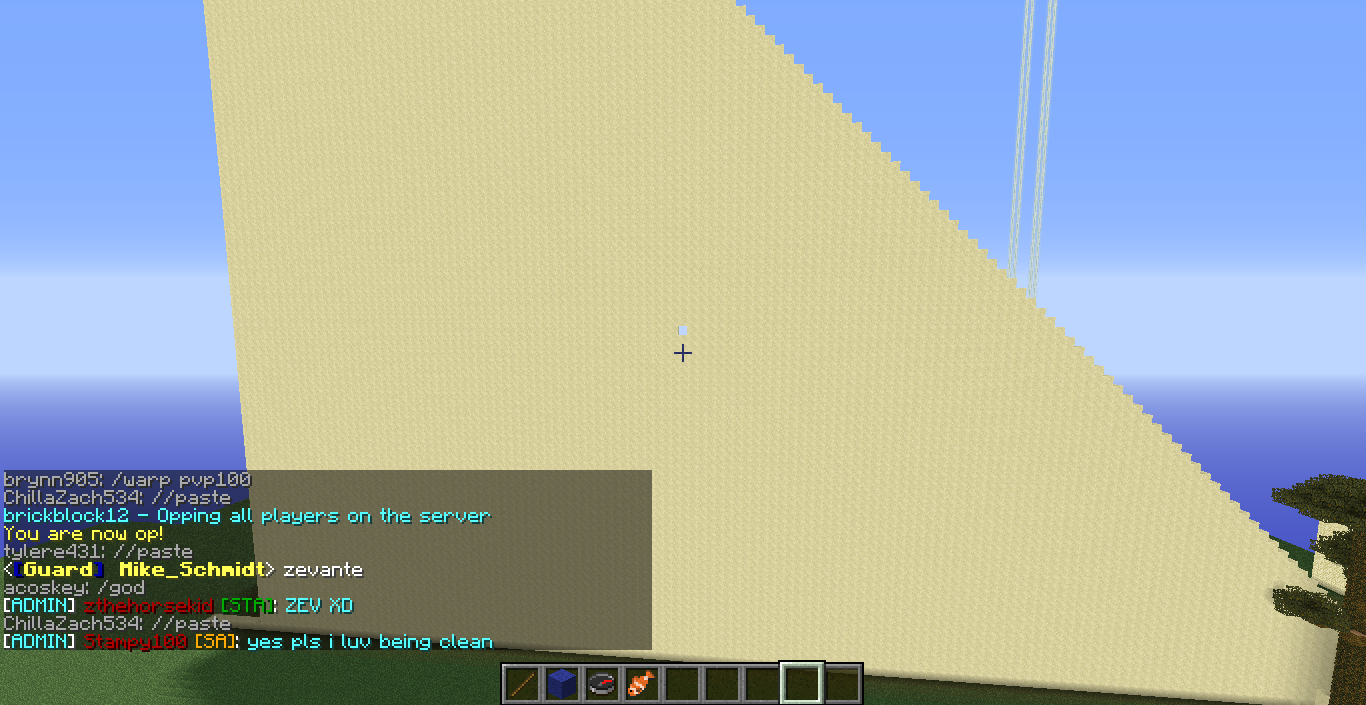 brynn905: /warp pvp100
ChillaZach534: //paste
brickblock12 - Opping all players on the server
You are now op!
tylere431: //paste
<[Guard] Mike_Schmidt> zevante
acoskey: /god
[ADMIN] zthehorsekid [STA]: ZEV XD
ChillaZach534: //paste
[ADMIN] Stampy100 [SA]: yes pls i luv being clean